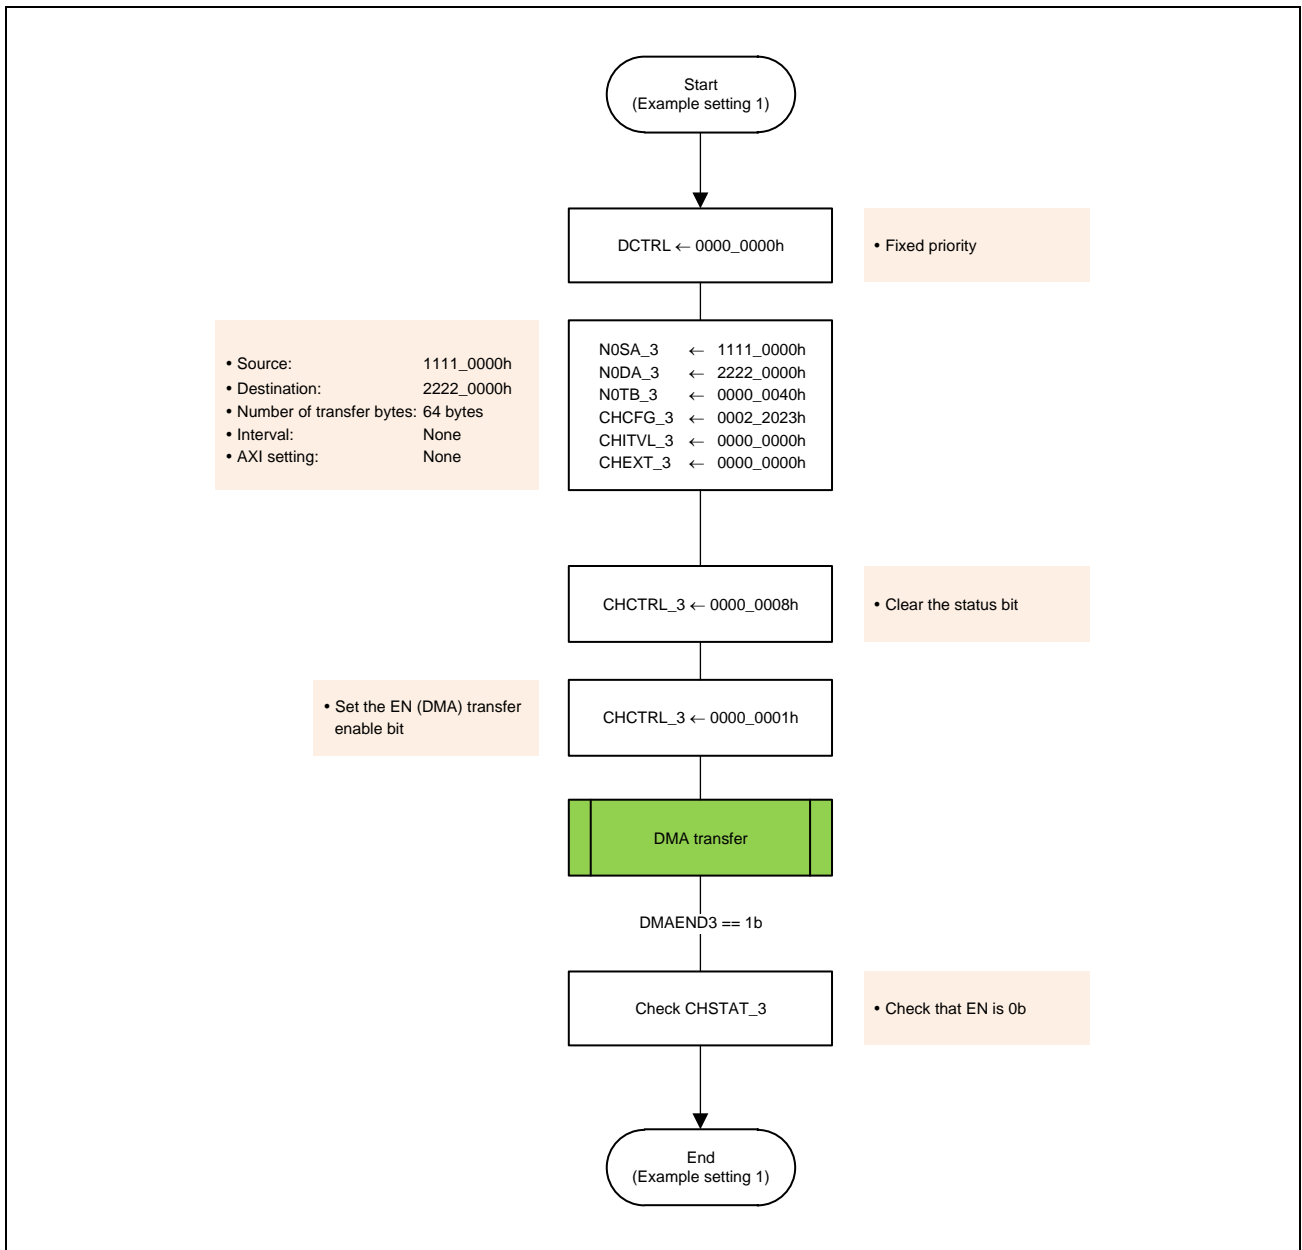 Start
(Example setting 1)
DCTRL ← 0000_0000h
• Fixed priority
• Source: 1111_0000h
• Destination: 2222_0000h
• Number of transfer bytes: 64 bytes
• Interval: None
• AXI setting: None
N0SA_3 ← 1111_0000h
N0DA_3 ← 2222_0000h
N0TB_3 ← 0000_0040h
CHCFG_3 ← 0002_2023h
CHITVL_3 ← 0000_0000h
CHEXT_3 ← 0000_0000h
CHCTRL_3 ← 0000_0008h
• Clear the status bit
• Set the EN (DMA) transfer
enable bit
CHCTRL_3 ← 0000_0001h
DMA transfer
DMAEND3 == 1b
Check CHSTAT_3
• Check that EN is 0b
End
(Example setting 1)